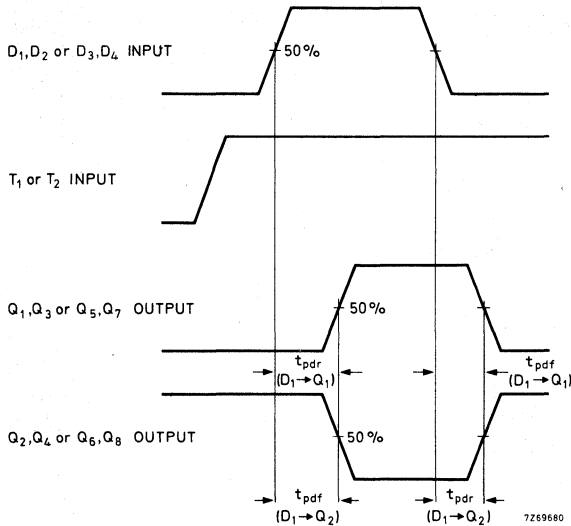 D₁,D₂ or D₃,D₄ INPUT
50%
T₁ or T₂ INPUT
Q₁,Q₃ or Q₅,Q₇ OUTPUT
50%
tpdr
(D₁→Q₁)
tpdf
(D₁→Q₁)
Q₂,Q₄ or Q₆,Q₈ OUTPUT
50%
tpdf
(D₁→Q₂)
tpdr
(D₁→Q₂)
7Z69680